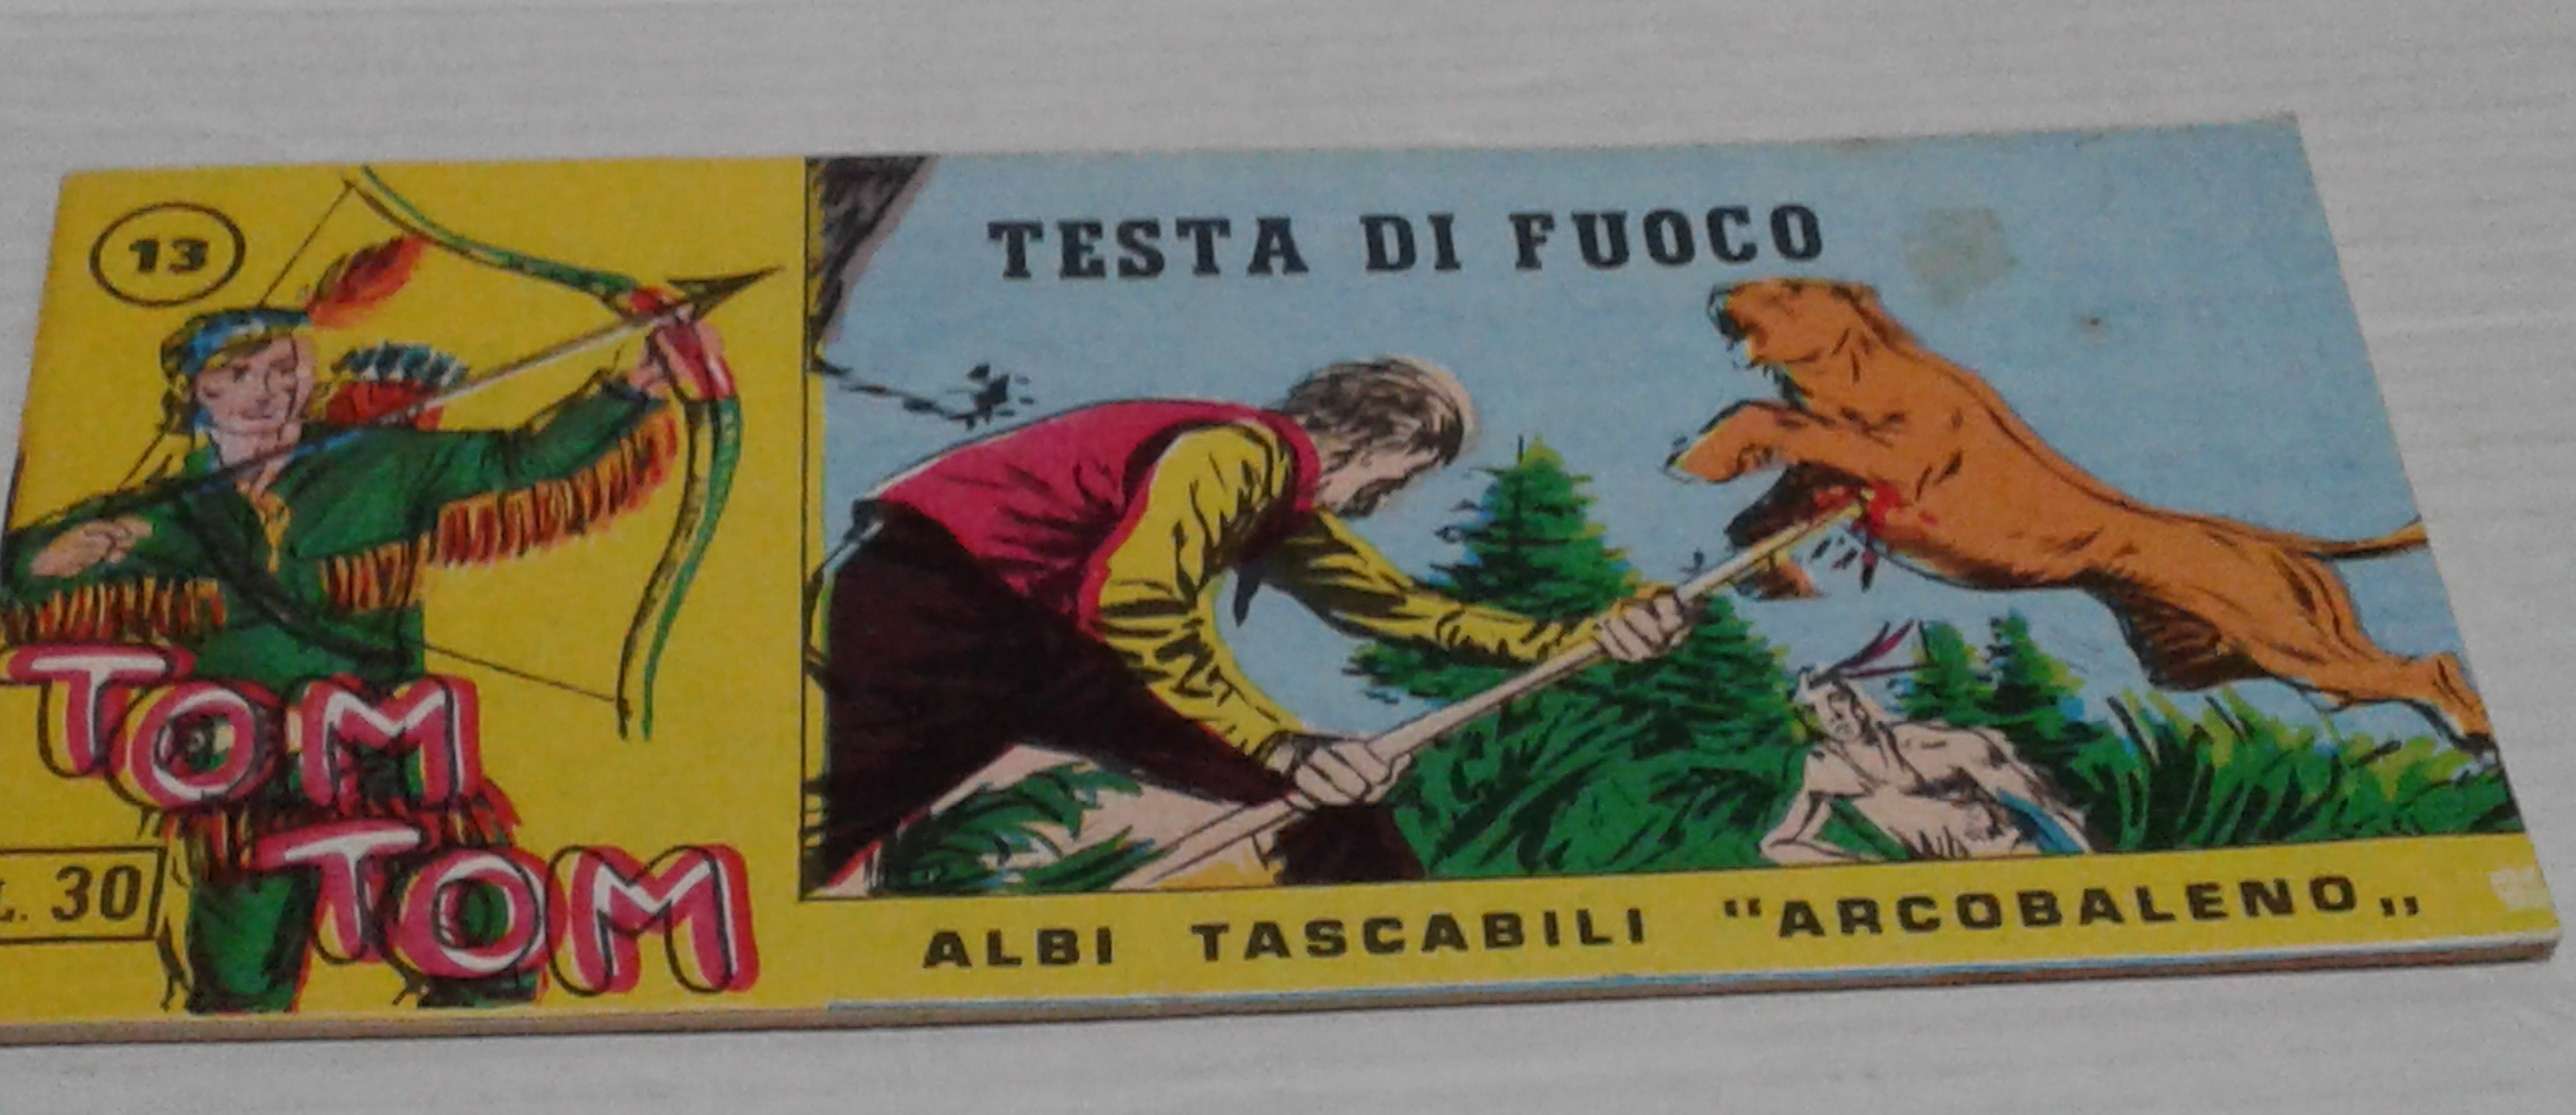 13
TESTA DI FUOCO
TOM
TOM
L. 30
ALBI TASCABILI "ARCOBALENO„